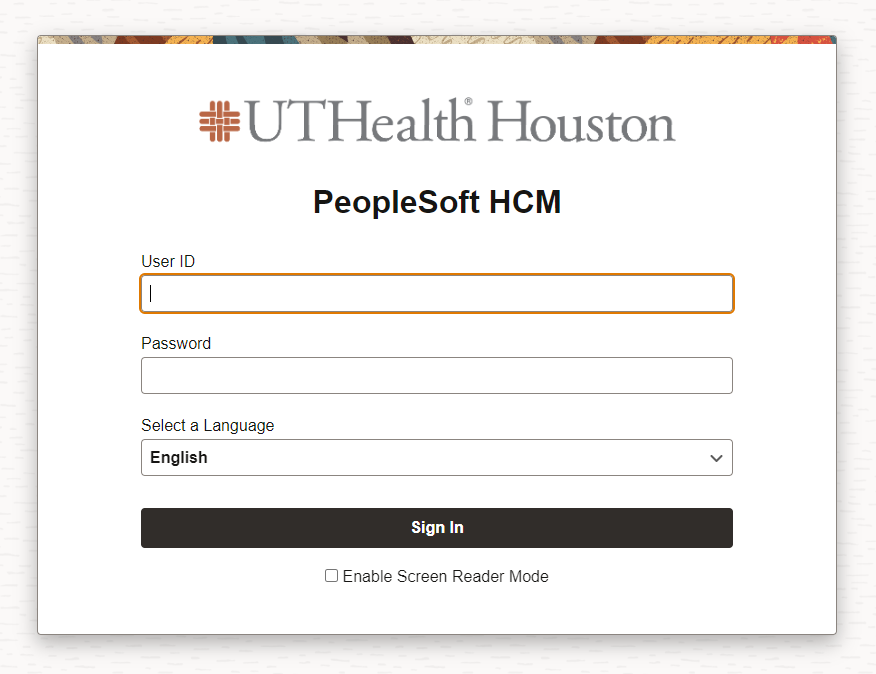 UTHealth® Houston
PeopleSoft HCM
User ID
Password
Select a Language
English
Sign In
Enable Screen Reader Mode